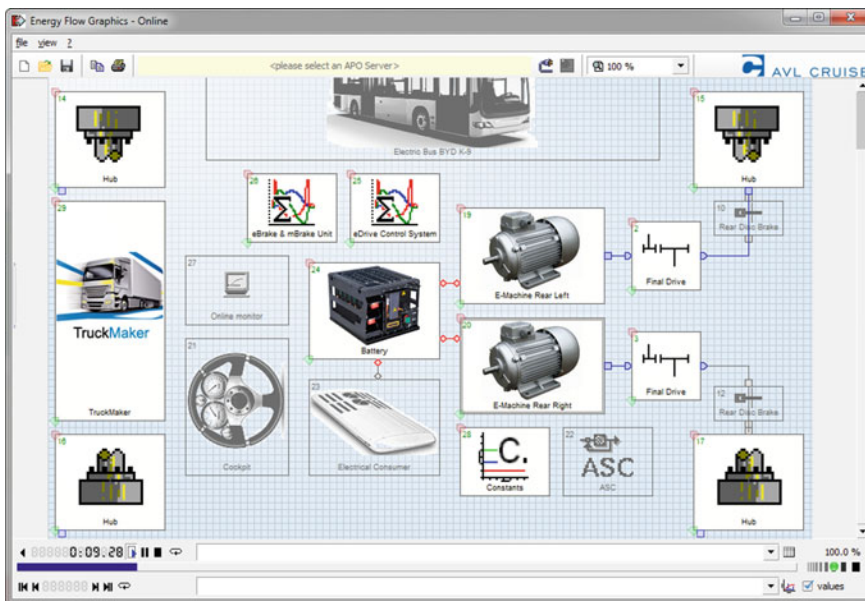 Energy Flow Graphics - Online
file view ?
<please select an APO Server>
100 %
AVL CRUISE
14
Hub
Electric Bus BYD K-9
15
Hub
29
TruckMaker
TruckMaker
26
eBrake & mBrake Unit
25
eDrive Control System
19
E-Machine Rear Left
2
Final Drive
10
Rear Disc Brake
27
Online monitor
24
Battery
20
E-Machine Rear Right
3
Final Drive
12
Rear Disc Brake
21
Cockpit
23
Electrical Consumer
28
C.
Constants
22
ASC
ASC
16
Hub
17
Hub
0:09.28
100.0 %
values